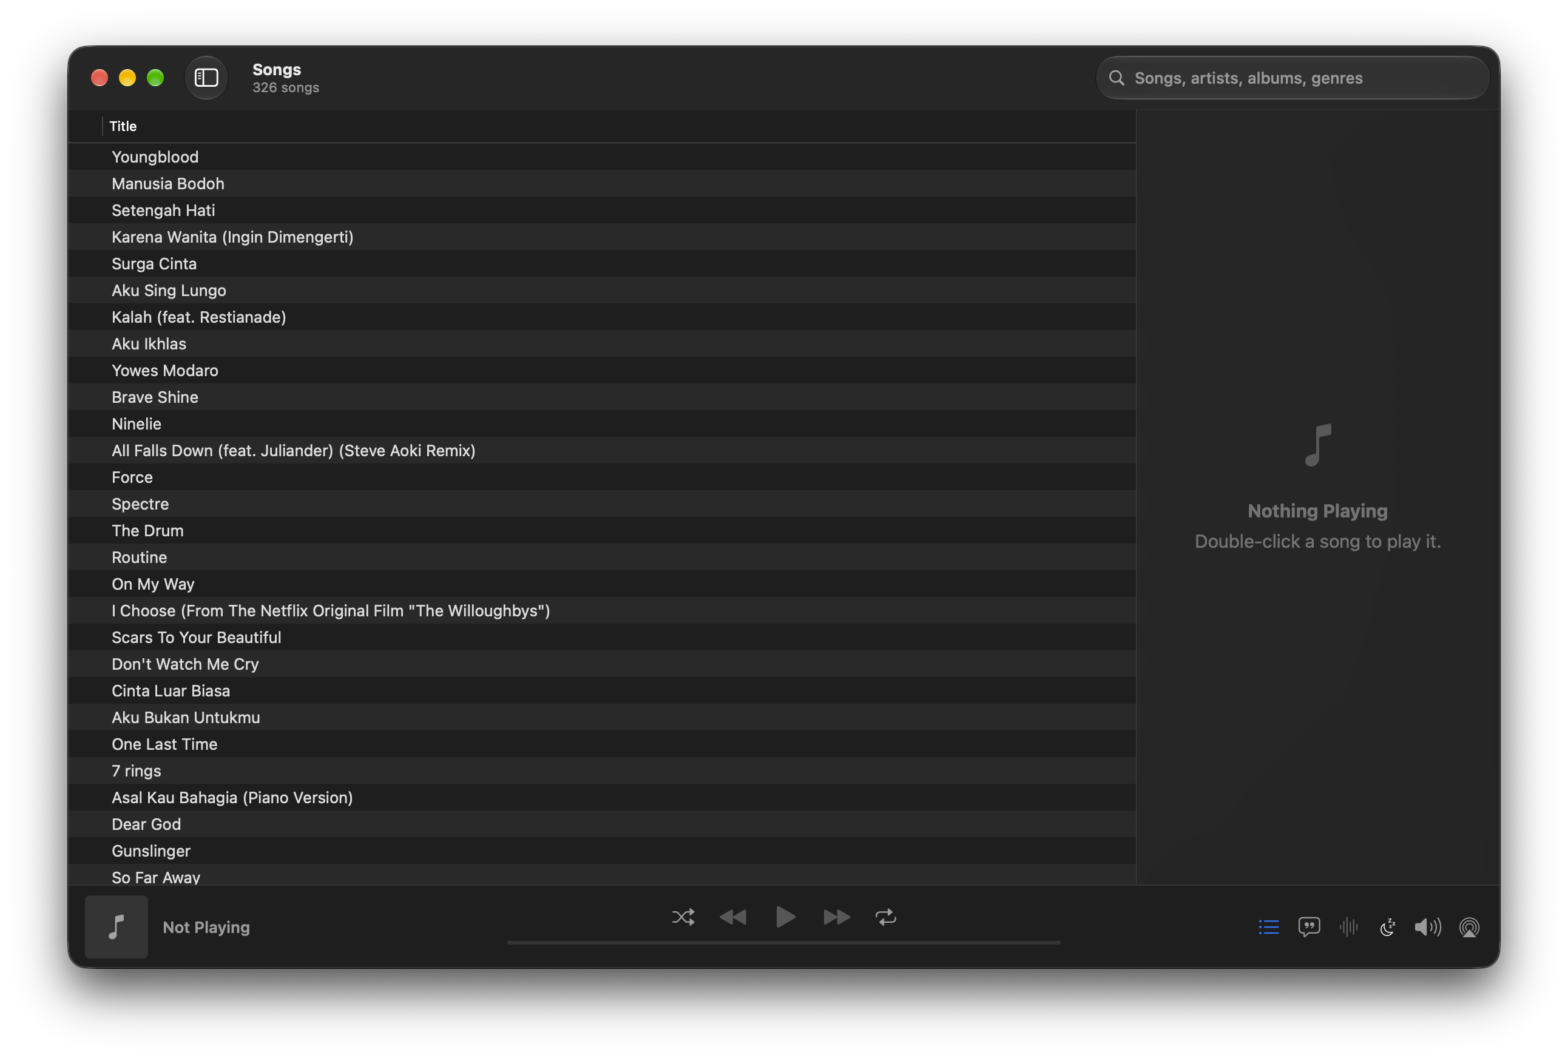 Songs
326 songs
Songs, artists, albums, genres
Title
Youngblood
Manusia Bodoh
Setengah Hati
Karena Wanita (Ingin Dimengerti)
Surga Cinta
Aku Sing Lungo
Kalah (feat. Restianade)
Aku Ikhlas
Yowes Modaro
Brave Shine
Ninelie
All Falls Down (feat. Juliander) (Steve Aoki Remix)
Force
Spectre
The Drum
Routine
On My Way
I Choose (From The Netflix Original Film "The Willoughbys")
Scars To Your Beautiful
Don't Watch Me Cry
Cinta Luar Biasa
Aku Bukan Untukmu
One Last Time
7 rings
Asal Kau Bahagia (Piano Version)
Dear God
Gunslinger
So Far Away
Nothing Playing
Double-click a song to play it.
Not Playing